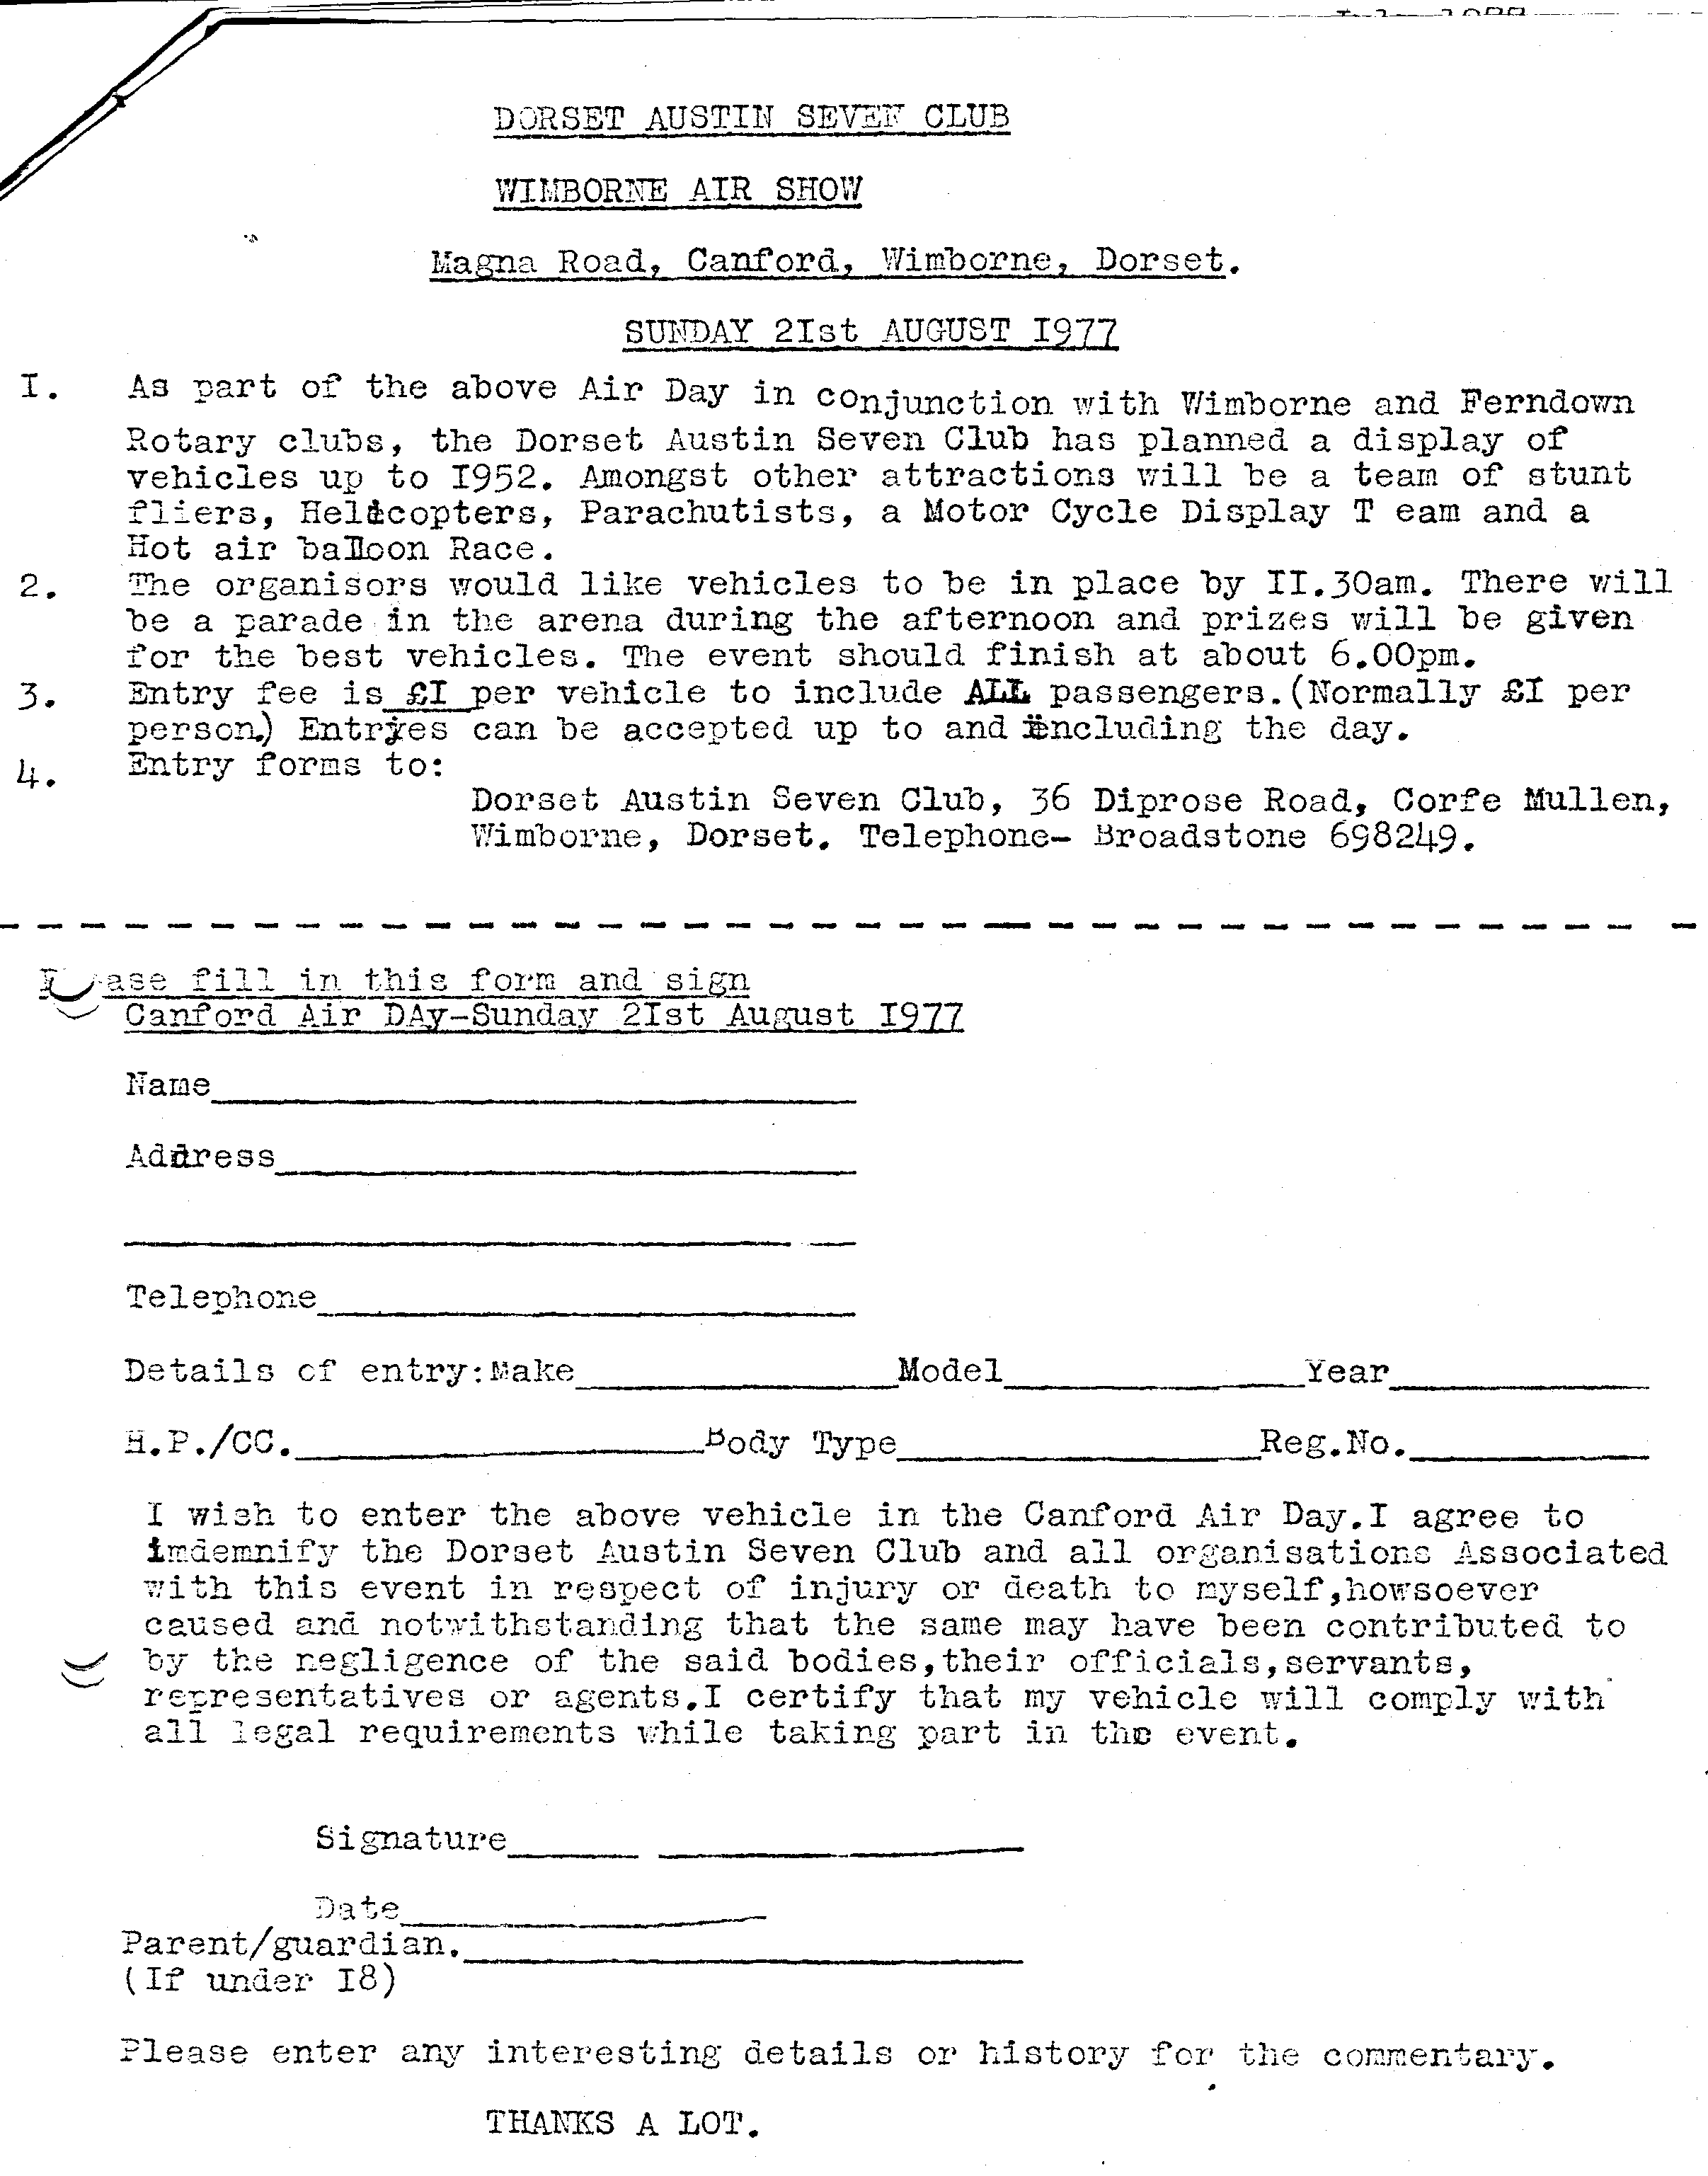 DORSET AUSTIN SEVEN CLUB
WIMBORNE AIR SHOW
Magna Road, Canford, Wimborne, Dorset.
SUNDAY 2Ist AUGUST I977
I. As part of the above Air Day in conjunction with Wimborne and Ferndown
Rotary clubs, the Dorset Austin Seven Club has planned a display of
vehicles up to I952. Amongst other attractions will be a team of stunt
fliers, Helicopters, Parachutists, a Motor Cycle Display T eam and a
Hot air balloon Race.
2. The organisors would like vehicles to be in place by II.30am. There will
be a parade in the arena during the afternoon and prizes will be given
for the best vehicles. The event should finish at about 6.00pm.
3. Entry fee is £I per vehicle to include ALL passengers.(Normally £I per
person.) Entryes can be accepted up to and including the day.
4. Entry forms to:
Dorset Austin Seven Club, 36 Diprose Road, Corfe Mullen,
Wimborne, Dorset. Telephone- Broadstone 698249.
Please fill in this form and sign
Canford Air DAy-Sunday 2Ist August I977
Name
Address
Telephone
Details of entry:Make Model Year
H.P./CC. Body Type Reg.No.
I wish to enter the above vehicle in the Canford Air Day.I agree to
imdemnify the Dorset Austin Seven Club and all organisations Associated
with this event in respect of injury or death to myself,howsoever
caused and notwithstanding that the same may have been contributed to
by the negligence of the said bodies,their officials,servants,
representatives or agents.I certify that my vehicle will comply with
all legal requirements while taking part in the event.
Signature
Date
Parent/guardian.
(If under I8)
Please enter any interesting details or history for the commentary.
THANKS A LOT.